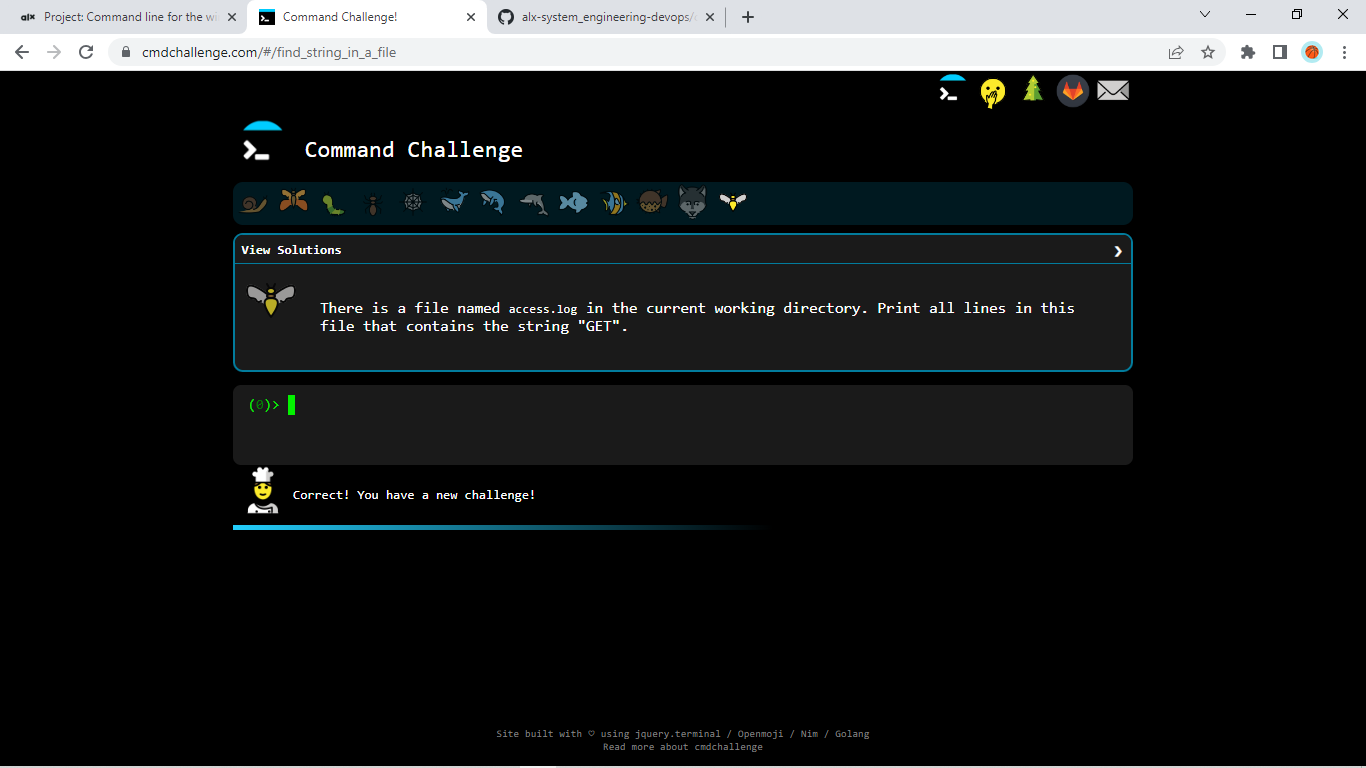 alx Project: Command line for the wi
Command Challenge!
alx-system_engineering-devops/
cmdchallenge.com/#/find_string_in_a_file
Command Challenge
View Solutions
There is a file named access.log in the current working directory. Print all lines in this
file that contains the string "GET".
(0)>
Correct! You have a new challenge!
Site built with ♡ using jquery.terminal / Openmoji / Nim / Golang
Read more about cmdchallenge